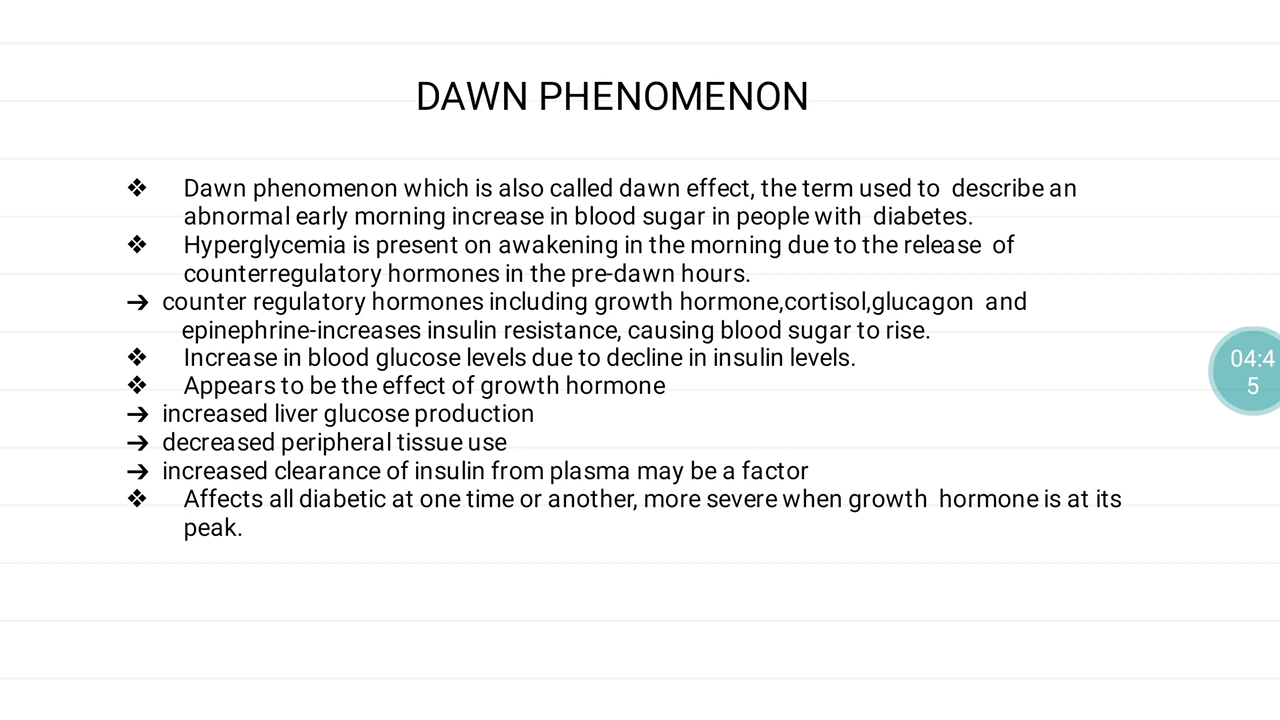 DAWN PHENOMENON
❖ Dawn phenomenon which is also called dawn effect, the term used to describe an
abnormal early morning increase in blood sugar in people with diabetes.
❖ Hyperglycemia is present on awakening in the morning due to the release of
counterregulatory hormones in the pre-dawn hours.
➔ counter regulatory hormones including growth hormone,cortisol,glucagon and
epinephrine-increases insulin resistance, causing blood sugar to rise.
❖ Increase in blood glucose levels due to decline in insulin levels.
❖ Appears to be the effect of growth hormone
➔ increased liver glucose production
➔ decreased peripheral tissue use
➔ increased clearance of insulin from plasma may be a factor
❖ Affects all diabetic at one time or another, more severe when growth hormone is at its
peak.
04:4
5